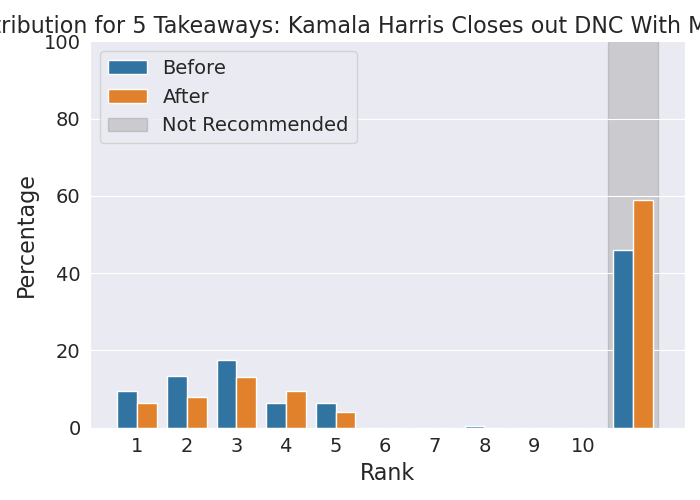 ribution for 5 Takeaways: Kamala Harris Closes out DNC With M
Before
After
Not Recommended
Percentage
100
80
60
40
20
0
1 2 3 4 5 6 7 8 9 10
Rank